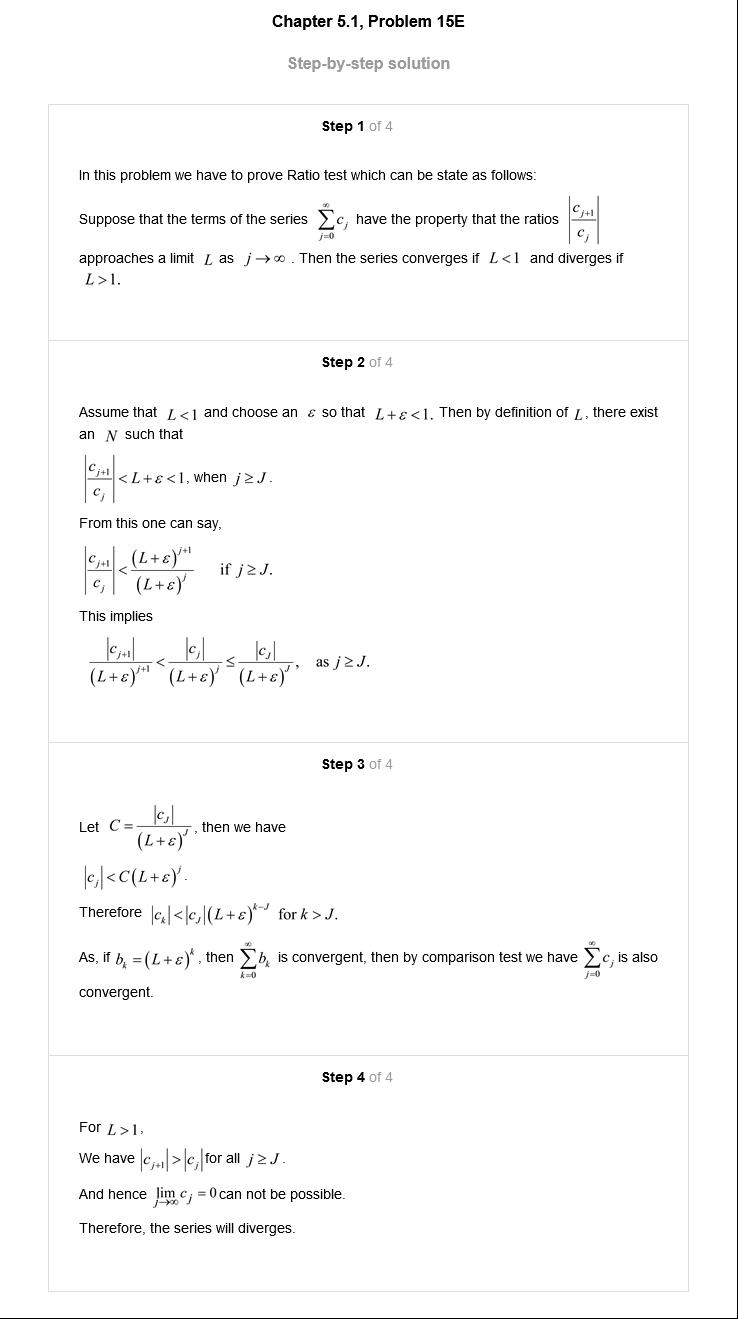 Chapter 5.1, Problem 15E
Step-by-step solution
Step 1 of 4
In this problem we have to prove Ratio test which can be state as follows:
Suppose that the terms of the series $\sum_{j=0}^{\infty} c_j$ have the property that the ratios $\left|\frac{c_{j+1}}{c_j}\right|$
approaches a limit $L$ as $j \to \infty$ . Then the series converges if $L<1$ and diverges if
$L>1$.
Step 2 of 4
Assume that $L<1$ and choose an $\varepsilon$ so that $L+\varepsilon<1$. Then by definition of $L$, there exist
an $N$ such that
$\left|\frac{c_{j+1}}{c_j}\right| < L+\varepsilon < 1$, when $j \geq J$.
From this one can say,
$\left|\frac{c_{j+1}}{c_j}\right| < \frac{(L+\varepsilon)^{j+1}}{(L+\varepsilon)^j}$ if $j \geq J$.
This implies
$\frac{|c_{j+1}|}{(L+\varepsilon)^{j+1}} < \frac{|c_j|}{(L+\varepsilon)^j} \leq \frac{|c_J|}{(L+\varepsilon)^J}$, as $j \geq J$.
Step 3 of 4
Let $C = \frac{|c_J|}{(L+\varepsilon)^J}$, then we have
$|c_j| < C(L+\varepsilon)^j$.
Therefore $|c_k| < |c_J|(L+\varepsilon)^{k-J}$ for $k > J$.
As, if $b_k = (L+\varepsilon)^k$, then $\sum_{k=0}^{\infty} b_k$ is convergent, then by comparison test we have $\sum_{j=0}^{\infty} c_j$ is also
convergent.
Step 4 of 4
For $L>1$,
We have $|c_{j+1}| > |c_j|$ for all $j \geq J$.
And hence $\lim_{j \to \infty} c_j = 0$ can not be possible.
Therefore, the series will diverges.